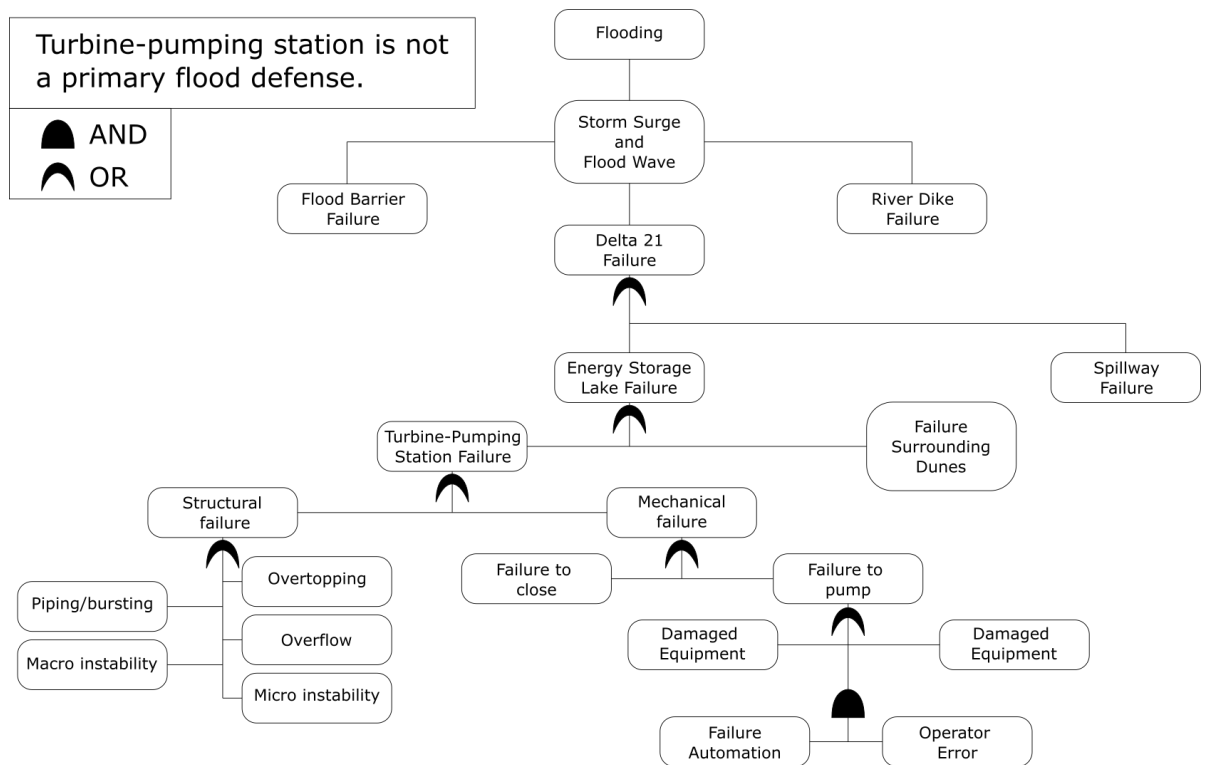 Turbine-pumping station is not
a primary flood defense.
AND
OR
Flooding
Storm Surge
and
Flood Wave
Flood Barrier
Failure
River Dike
Failure
Delta 21
Failure
Energy Storage
Lake Failure
Spillway
Failure
Turbine-Pumping
Station Failure
Failure
Surrounding
Dunes
Structural
failure
Mechanical
failure
Piping/bursting
Overtopping
Macro instability
Overflow
Micro instability
Failure to
close
Failure to
pump
Damaged
Equipment
Damaged
Equipment
Failure
Automation
Operator
Error